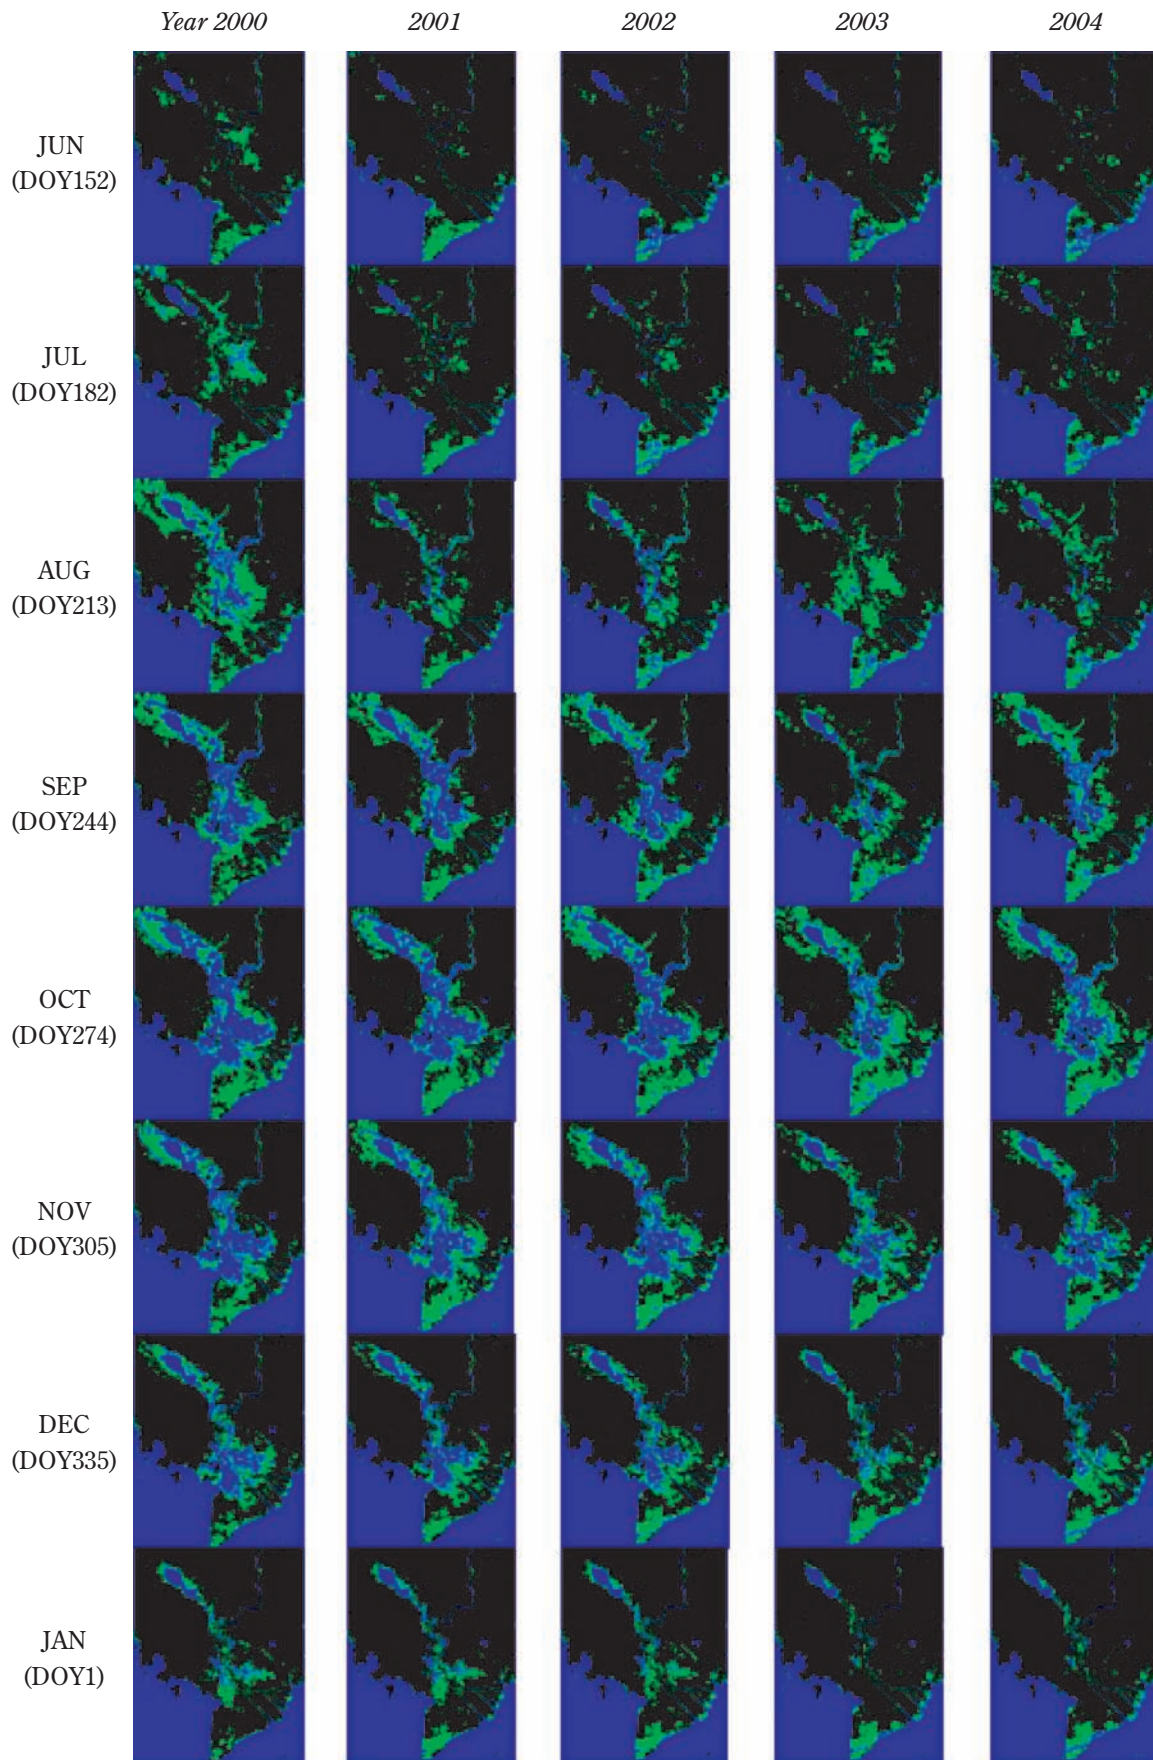 Year 2000 2001 2002 2003 2004
JUN
(DOY152)
JUL
(DOY182)
AUG
(DOY213)
SEP
(DOY244)
OCT
(DOY274)
NOV
(DOY305)
DEC
(DOY335)
JAN
(DOY1)